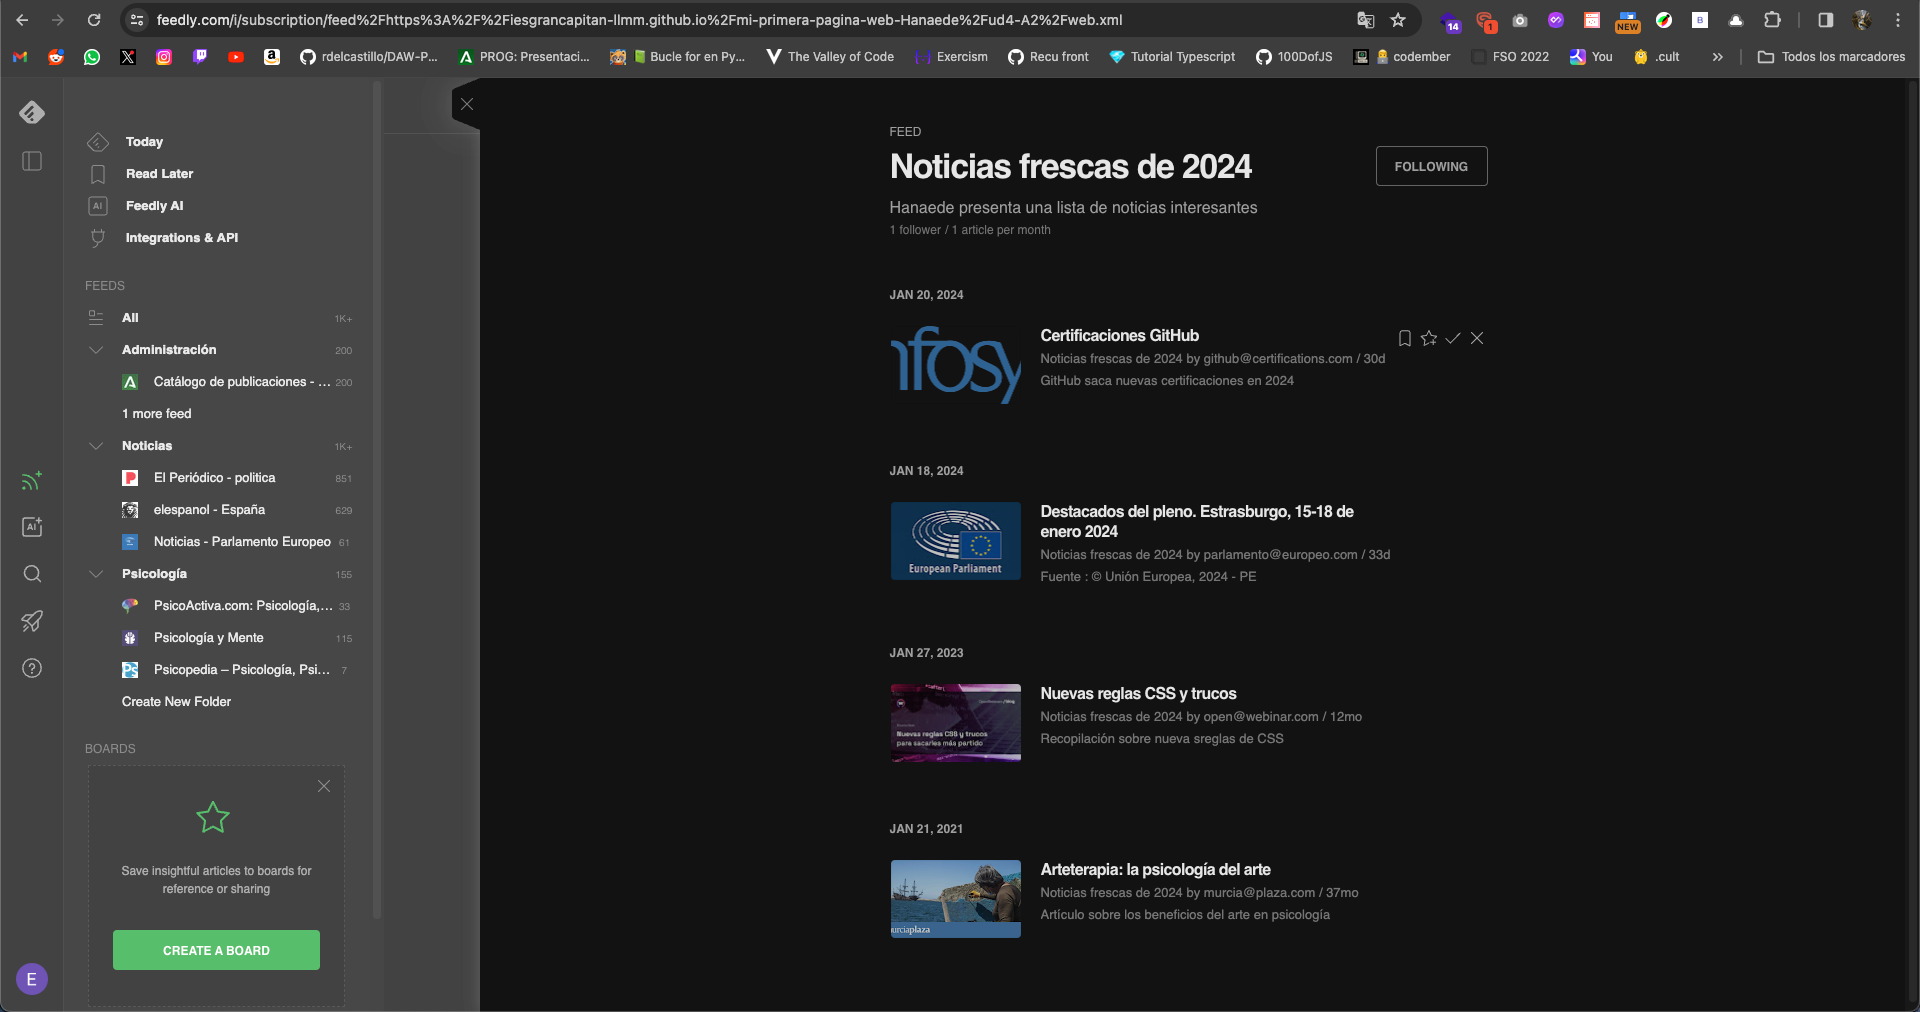 feedly.com/i/subscription/feed%2Fhttps%3A%2F%2Fiesgrancapitan-llmm.github.io%2Fmi-primera-pagina-web-Hanaede%2Fud4-A2%2Fweb.xml
14
1
NEW
B
rdelcastillo/DAW-P...
PROG: Presentaci...
Bucle for en Py...
The Valley of Code
Exercism
Recu front
Tutorial Typescript
100DofJS
codember
FSO 2022
You
.cult
»
Todos los marcadores
Today
Read Later
AI
Feedly AI
Integrations & API
FEEDS
All 1K+
Administración 200
Catálogo de publicaciones - ... 200
1 more feed
Noticias 1K+
El Periódico - politica 851
elespanol - España 629
Noticias - Parlamento Europeo 61
Psicología 155
PsicoActiva.com: Psicología,... 33
Psicología y Mente 115
Psicopedia – Psicología, Psi... 7
Create New Folder
BOARDS
Save insightful articles to boards for
reference or sharing
CREATE A BOARD
AI
E
FEED
Noticias frescas de 2024
FOLLOWING
Hanaede presenta una lista de noticias interesantes
1 follower / 1 article per month
JAN 20, 2024
nfosy
Certificaciones GitHub
Noticias frescas de 2024 by github@certifications.com / 30d
GitHub saca nuevas certificaciones en 2024
JAN 18, 2024
European Parliament
Destacados del pleno. Estrasburgo, 15-18 de
enero 2024
Noticias frescas de 2024 by parlamento@europeo.com / 33d
Fuente : © Unión Europea, 2024 - PE
JAN 27, 2023
Nuevas reglas CSS y trucos
para sacarles más partido
Nuevas reglas CSS y trucos
Noticias frescas de 2024 by open@webinar.com / 12mo
Recopilación sobre nueva sreglas de CSS
JAN 21, 2021
urciaplaza
Arteterapia: la psicología del arte
Noticias frescas de 2024 by murcia@plaza.com / 37mo
Artículo sobre los beneficios del arte en psicología